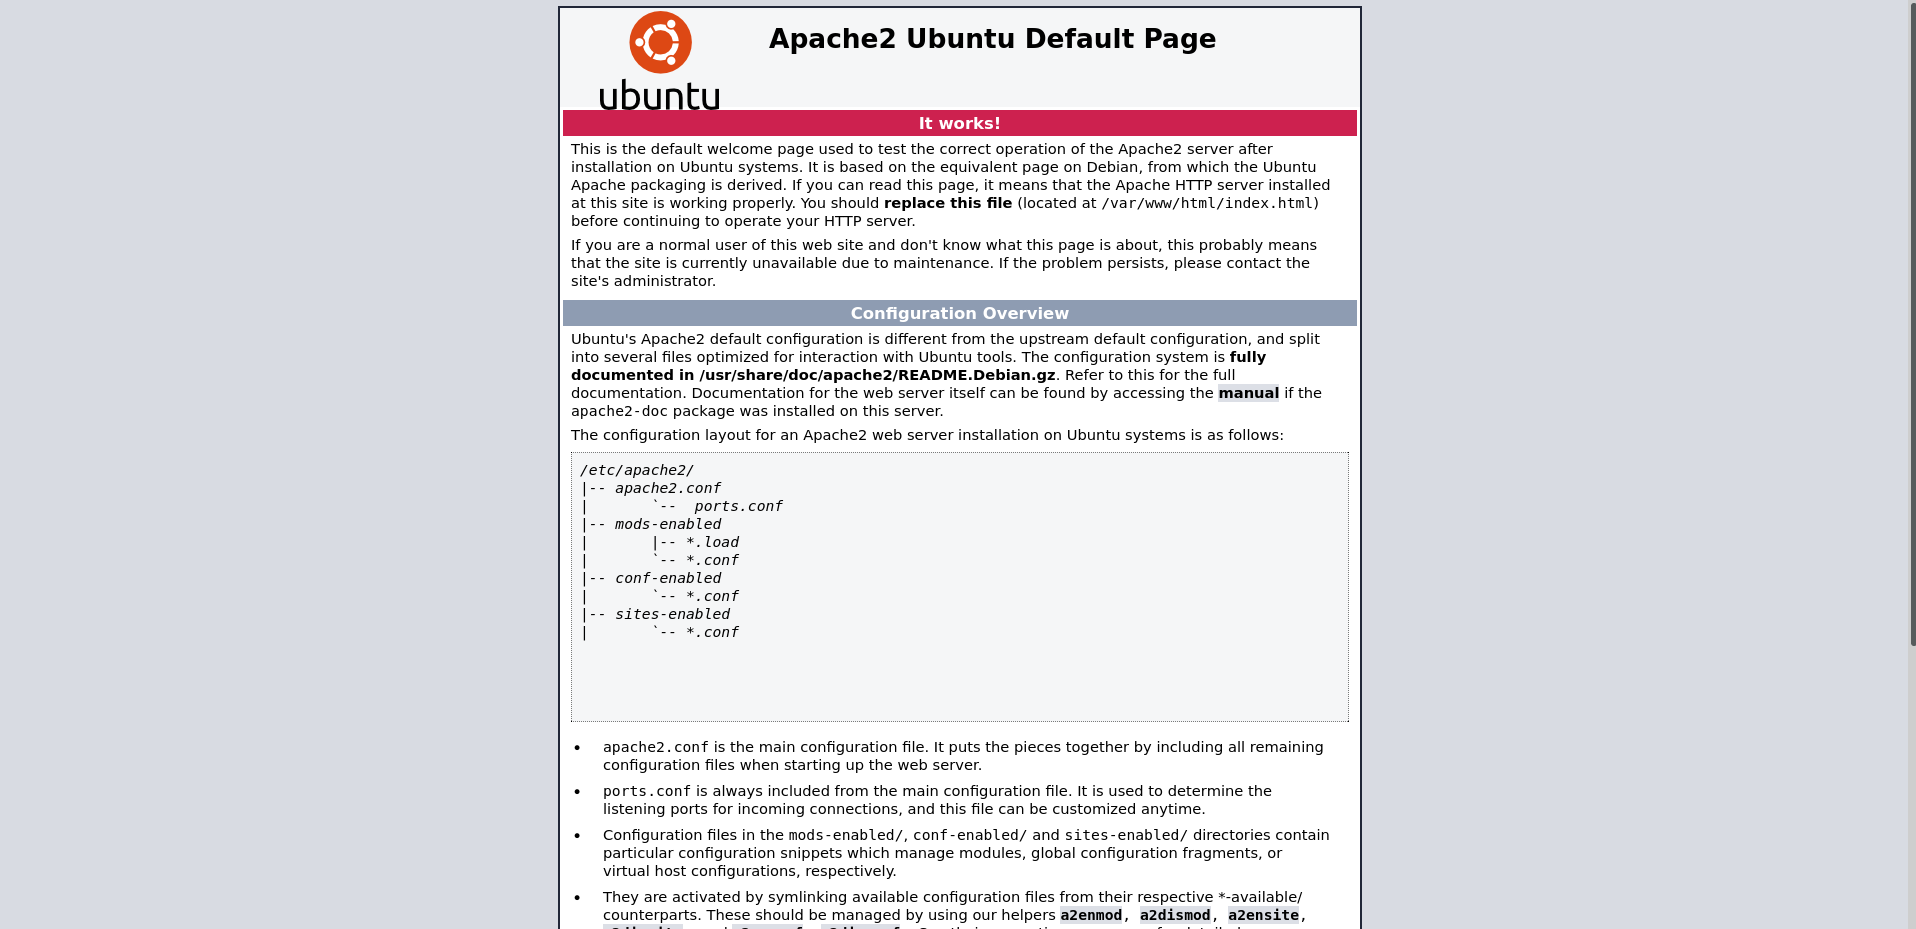 ubuntu
Apache2 Ubuntu Default Page
It works!
This is the default welcome page used to test the correct operation of the Apache2 server after
installation on Ubuntu systems. It is based on the equivalent page on Debian, from which the Ubuntu
Apache packaging is derived. If you can read this page, it means that the Apache HTTP server installed
at this site is working properly. You should replace this file (located at /var/www/html/index.html)
before continuing to operate your HTTP server.
If you are a normal user of this web site and don't know what this page is about, this probably means
that the site is currently unavailable due to maintenance. If the problem persists, please contact the
site's administrator.
Configuration Overview
Ubuntu's Apache2 default configuration is different from the upstream default configuration, and split
into several files optimized for interaction with Ubuntu tools. The configuration system is fully
documented in /usr/share/doc/apache2/README.Debian.gz. Refer to this for the full
documentation. Documentation for the web server itself can be found by accessing the manual if the
apache2-doc package was installed on this server.
The configuration layout for an Apache2 web server installation on Ubuntu systems is as follows:
/etc/apache2/
|-- apache2.conf
|       `--  ports.conf
|-- mods-enabled
|       |-- *.load
|       `-- *.conf
|-- conf-enabled
|       `-- *.conf
|-- sites-enabled
|       `-- *.conf
• apache2.conf is the main configuration file. It puts the pieces together by including all remaining
configuration files when starting up the web server.
• ports.conf is always included from the main configuration file. It is used to determine the
listening ports for incoming connections, and this file can be customized anytime.
• Configuration files in the mods-enabled/, conf-enabled/ and sites-enabled/ directories contain
particular configuration snippets which manage modules, global configuration fragments, or
virtual host configurations, respectively.
• They are activated by symlinking available configuration files from their respective *-available/
counterparts. These should be managed by using our helpers a2enmod, a2dismod, a2ensite,